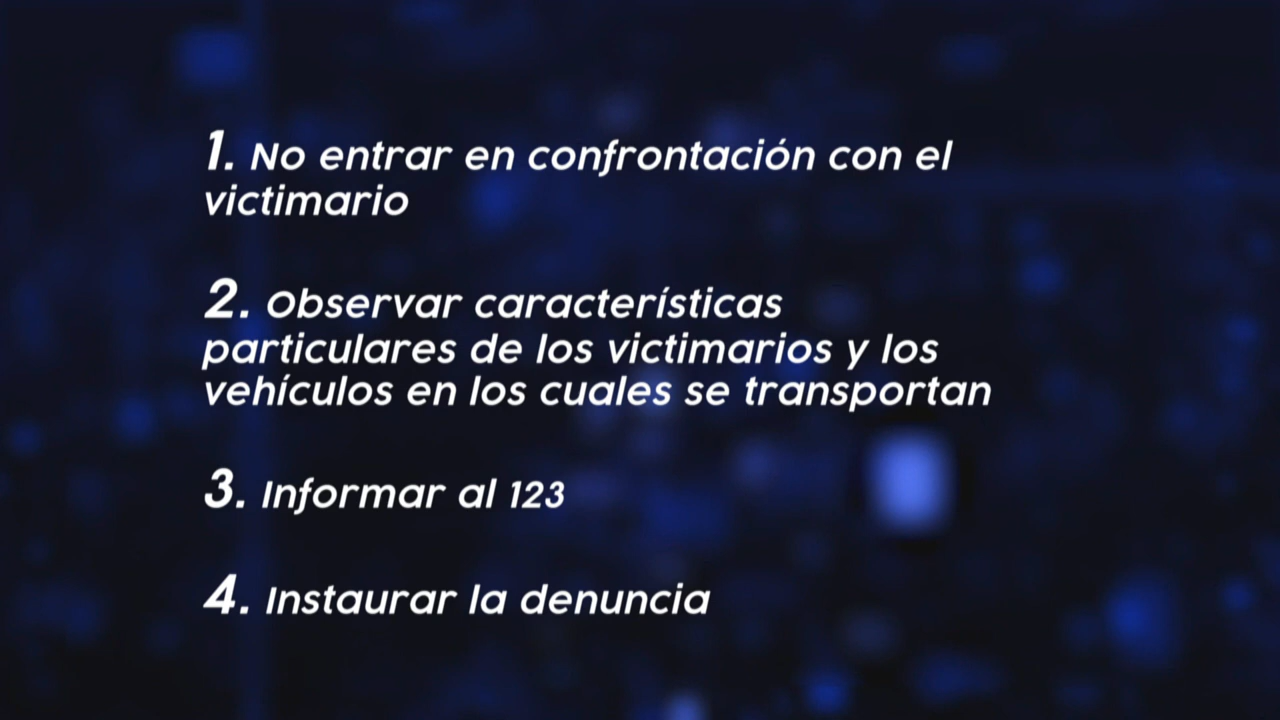 1. No entrar en confrontación con el
victimario
2. Observar características
particulares de los victimarios y los
vehículos en los cuales se transportan
3. Informar al 123
4. Instaurar la denuncia